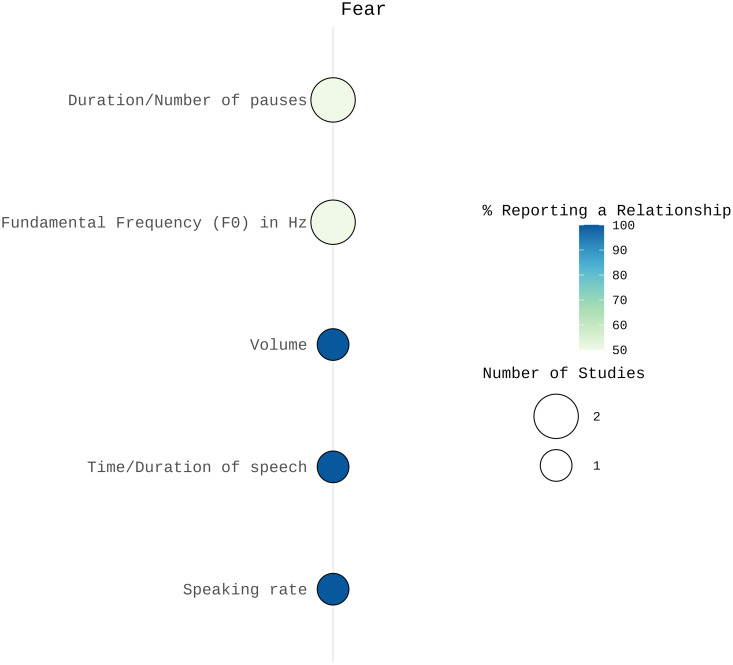 Fear
Duration/Number of pauses
Fundamental Frequency (F0) in Hz
Volume
Time/Duration of speech
Speaking rate
% Reporting a Relationship
100
90
80
70
60
50
Number of Studies
2
1